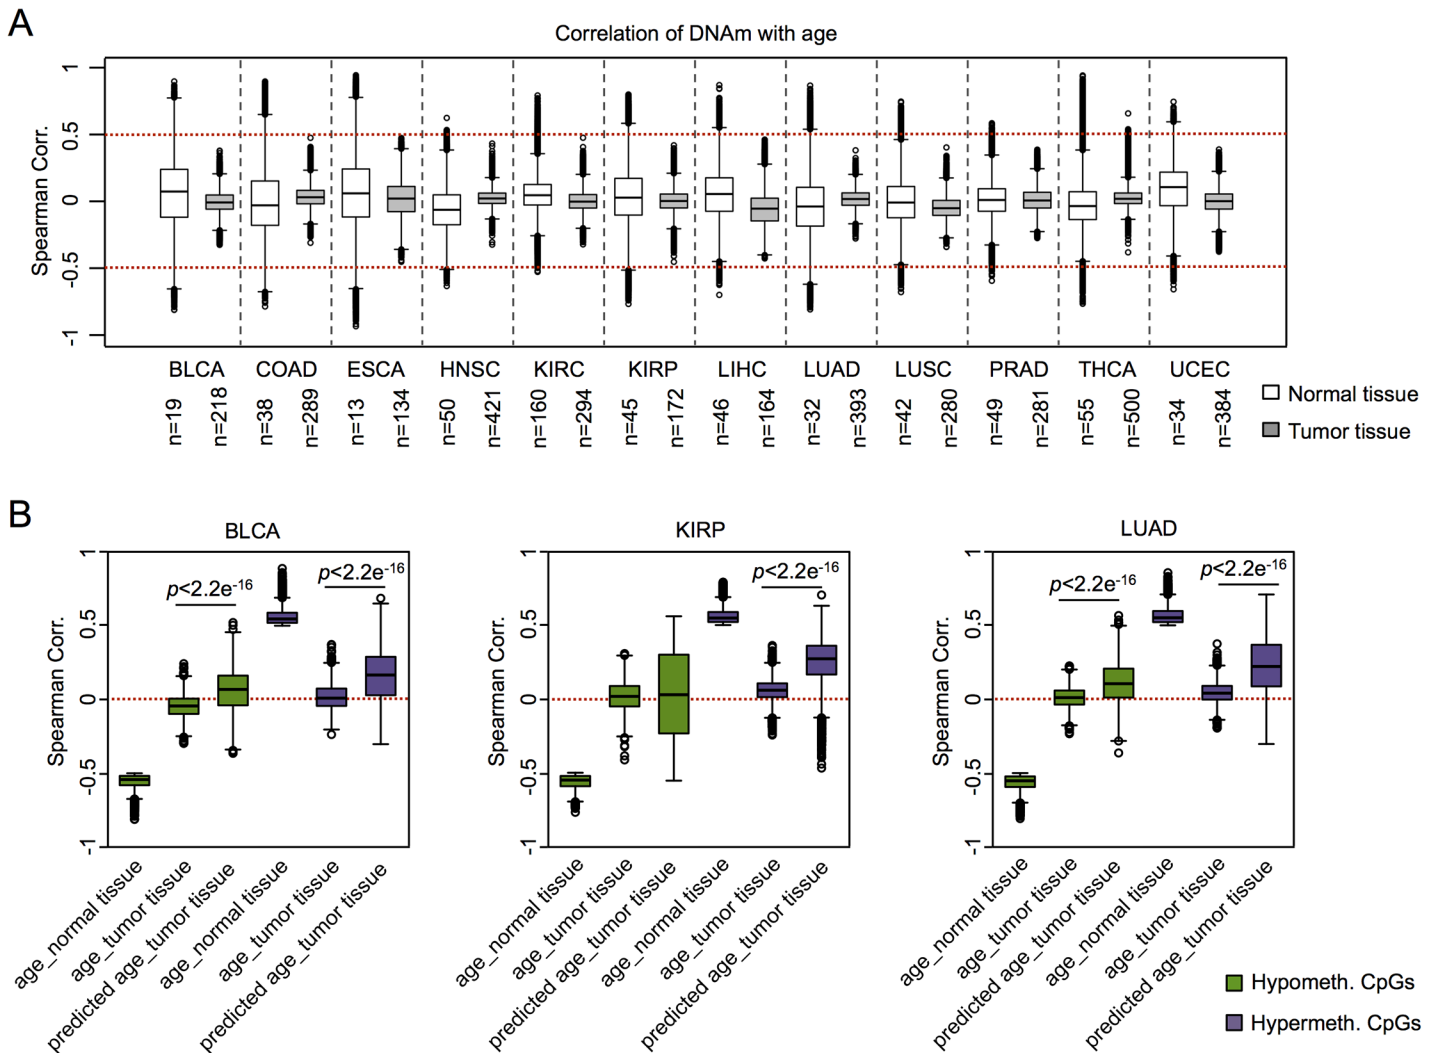 A
Correlation of DNAm with age
Spearman Corr.
1
0.5
0
-0.5
-1
BLCA COAD ESCA HNSC KIRC KIRP LIHC LUAD LUSC PRAD THCA UCEC
n=19 n=218 n=38 n=289 n=13 n=134 n=50 n=421 n=160 n=294 n=45 n=172 n=46 n=164 n=32 n=393 n=42 n=280 n=49 n=281 n=55 n=500 n=34 n=384
Normal tissue
Tumor tissue
B
BLCA
Spearman Corr.
1
0.5
0
-0.5
-1
p<2.2e-16
p<2.2e-16
age_normal tissue
age_tumor tissue
predicted age_tumor tissue
age_normal tissue
age_tumor tissue
predicted age_tumor tissue
KIRP
Spearman Corr.
1
0.5
0
-0.5
-1
p<2.2e-16
age_normal tissue
age_tumor tissue
predicted age_tumor tissue
age_normal tissue
age_tumor tissue
predicted age_tumor tissue
LUAD
Spearman Corr.
1
0.5
0
-0.5
-1
p<2.2e-16
p<2.2e-16
age_normal tissue
age_tumor tissue
predicted age_tumor tissue
age_normal tissue
age_tumor tissue
predicted age_tumor tissue
Hypometh. CpGs
Hypermeth. CpGs